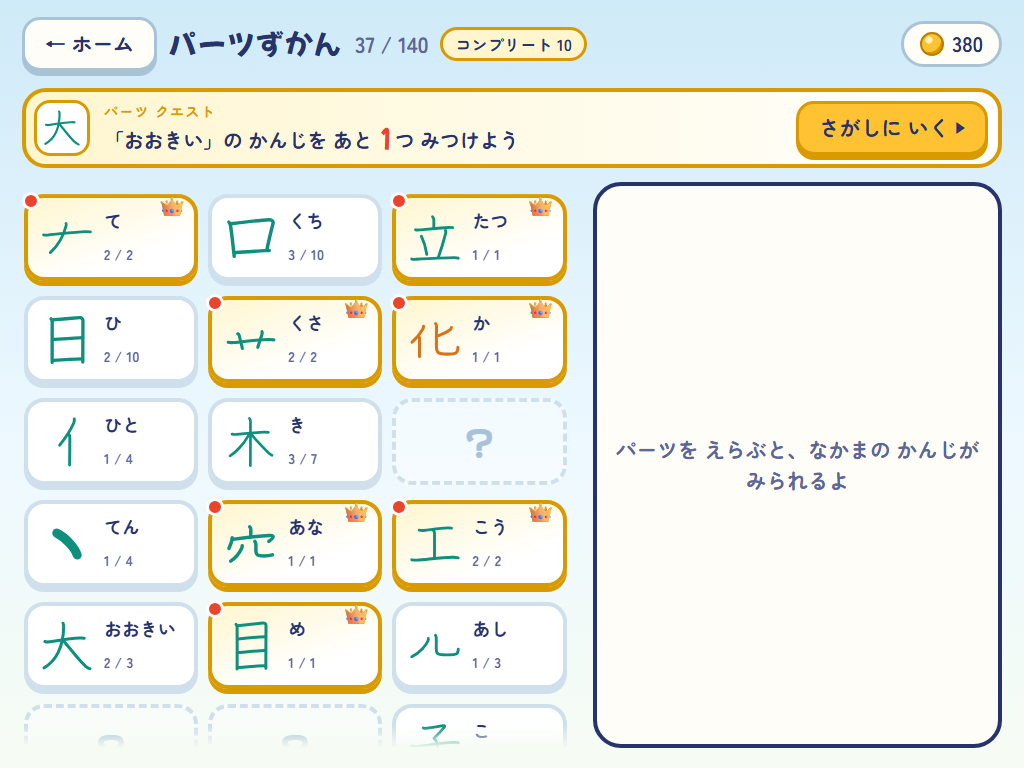 ← ホーム
パーツずかん
37 / 140
コンプリート 10
380
大
パーツ クエスト
「おおきい」の かんじを あと 1つ みつけよう
さがしに いく ▶
𠂇 て
2 / 2
口 くち
3 / 10
立 たつ
1 / 1
日 ひ
2 / 10
艹 くさ
2 / 2
化 か
1 / 1
亻 ひと
1 / 4
木 き
3 / 7
?
丶 てん
1 / 4
穴 あな
1 / 1
工 こう
2 / 2
大 おおきい
2 / 3
目 め
1 / 1
儿 あし
1 / 3
こ
パーツを えらぶと、なかまの かんじが
みられるよ